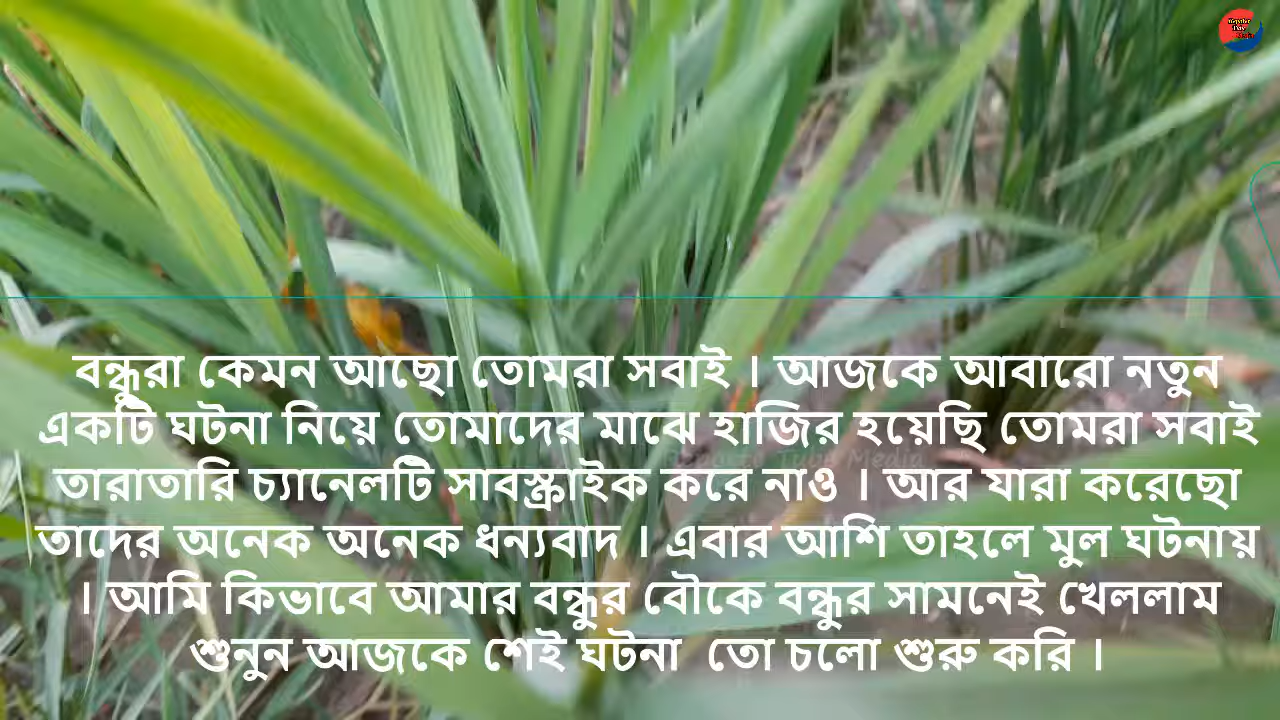 বন্ধুরা কেমন আছো তোমরা সবাই । আজকে আবারো নতুন
একটি ঘটনা নিয়ে তোমাদের মাঝে হাজির হয়েছি তোমরা সবাই
তারাতারি চ্যানেলটি সাবস্ক্রাইক করে নাও । আর যারা করেছো
তাদের অনেক অনেক ধন্যবাদ । এবার আশি তাহলে মুল ঘটনায়
। আমি কিভাবে আমার বন্ধুর বৌকে বন্ধুর সামনেই খেললাম
শুনুন আজকে শেই ঘটনা তো চলো শুরু করি ।